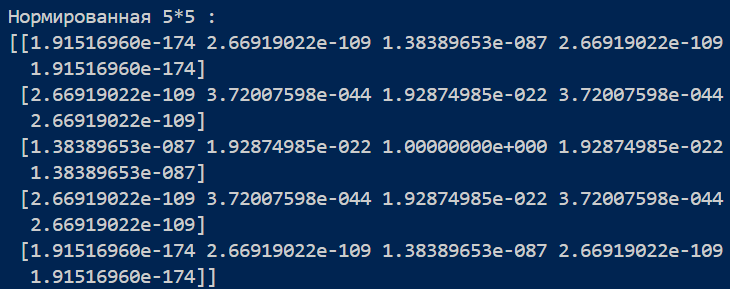 Нормированная 5*5 :
[[1.91516960e-174 2.66919022e-109 1.38389653e-087 2.66919022e-109
  1.91516960e-174]
 [2.66919022e-109 3.72007598e-044 1.92874985e-022 3.72007598e-044
  2.66919022e-109]
 [1.38389653e-087 1.92874985e-022 1.00000000e+000 1.92874985e-022
  1.38389653e-087]
 [2.66919022e-109 3.72007598e-044 1.92874985e-022 3.72007598e-044
  2.66919022e-109]
 [1.91516960e-174 2.66919022e-109 1.38389653e-087 2.66919022e-109
  1.91516960e-174]]